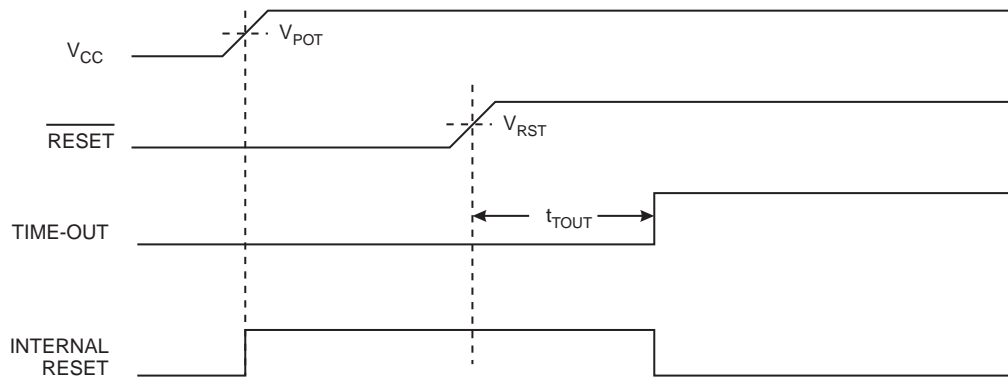 V_CC
V_POT
RESET
V_RST
TIME-OUT
t_TOUT
INTERNAL
RESET